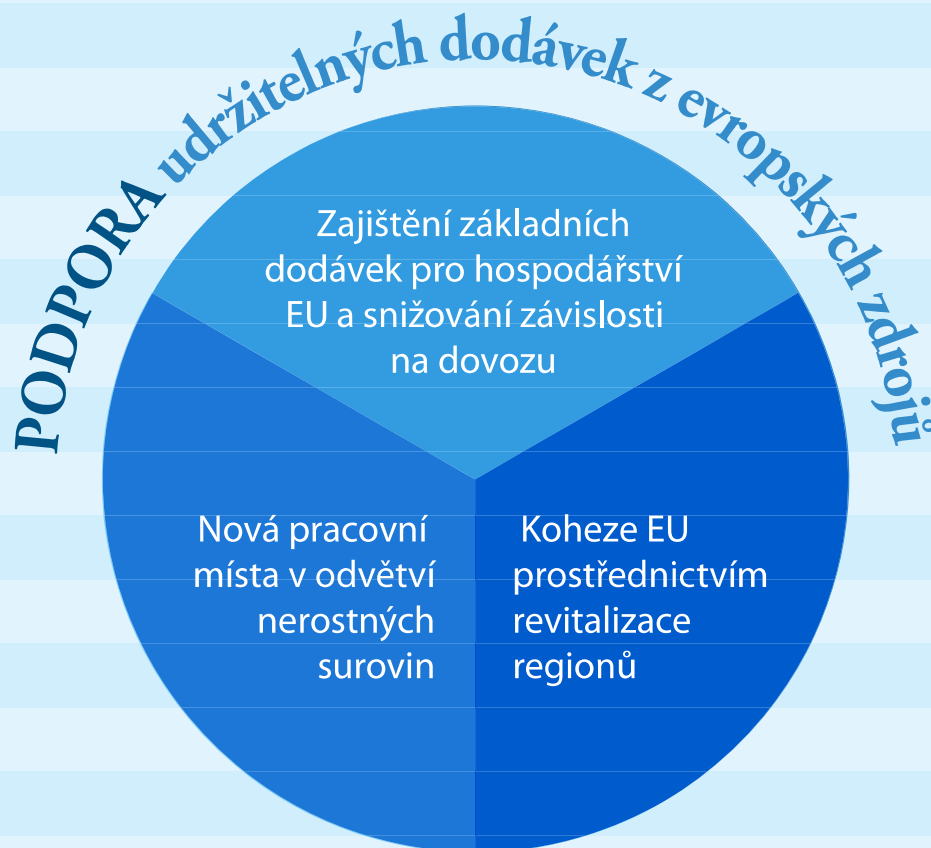 PODPORA udržitelných dodávek z evropských zdrojů
Zajištění základních
dodávek pro hospodářství
EU a snižování závislosti
na dovozu
Nová pracovní
místa v odvětví
nerostných
surovin
Koheze EU
prostřednictvím
revitalizace
regionů